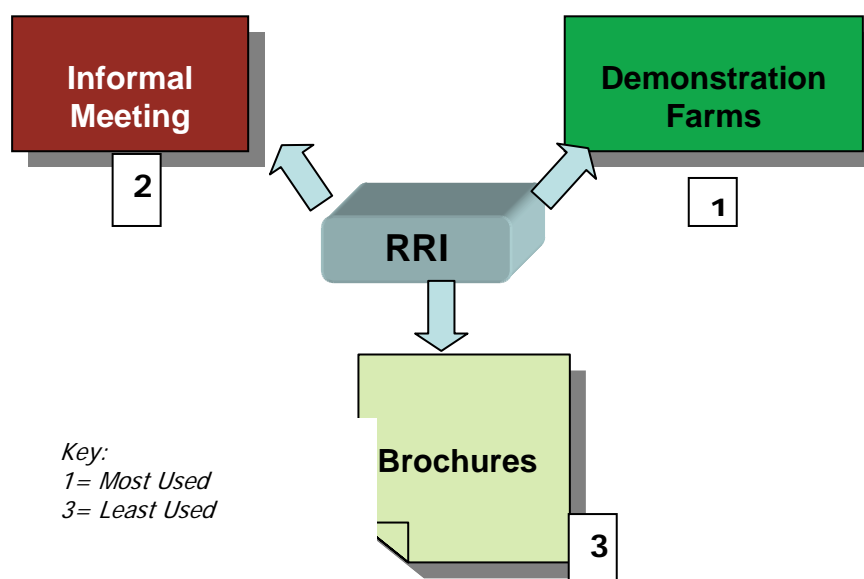 Informal
Meeting
2
Demonstration
Farms
1
RRI
Brochures
3
Key:
1= Most Used
3= Least Used